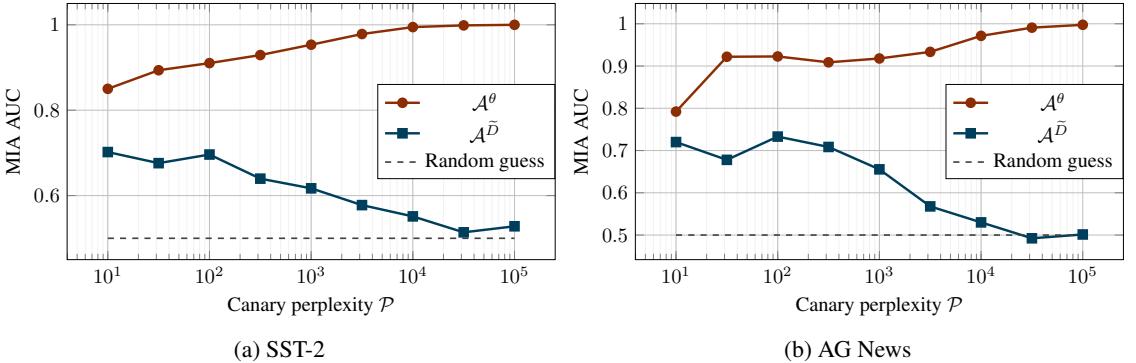 1
0.8
0.6
MIA AUC
𝒜^θ
𝒜^D̃
Random guess
10^1 10^2 10^3 10^4 10^5
Canary perplexity 𝒫
(a) SST-2
1
0.9
0.8
0.7
0.6
0.5
MIA AUC
𝒜^θ
𝒜^D̃
Random guess
10^1 10^2 10^3 10^4 10^5
Canary perplexity 𝒫
(b) AG News